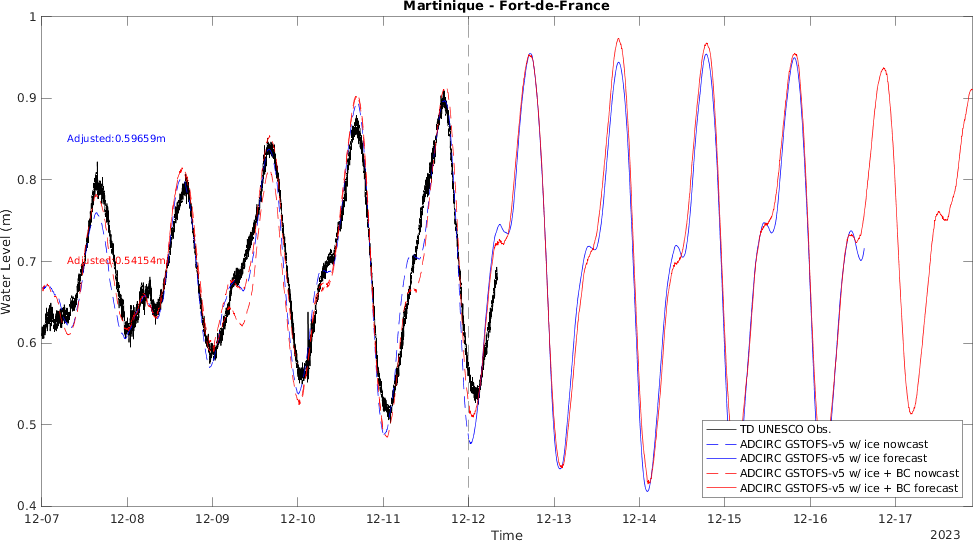 Martinique - Fort-de-France
Water Level (m)
1
0.9
0.8
0.7
0.6
0.5
0.4
Adjusted:0.59659m
Adjusted:0.54154m
TD UNESCO Obs.
ADCIRC GSTOFS-v5 w/ ice nowcast
ADCIRC GSTOFS-v5 w/ ice forecast
ADCIRC GSTOFS-v5 w/ ice + BC nowcast
ADCIRC GSTOFS-v5 w/ ice + BC forecast
12-07 12-08 12-09 12-10 12-11 12-12 12-13 12-14 12-15 12-16 12-17
Time
2023